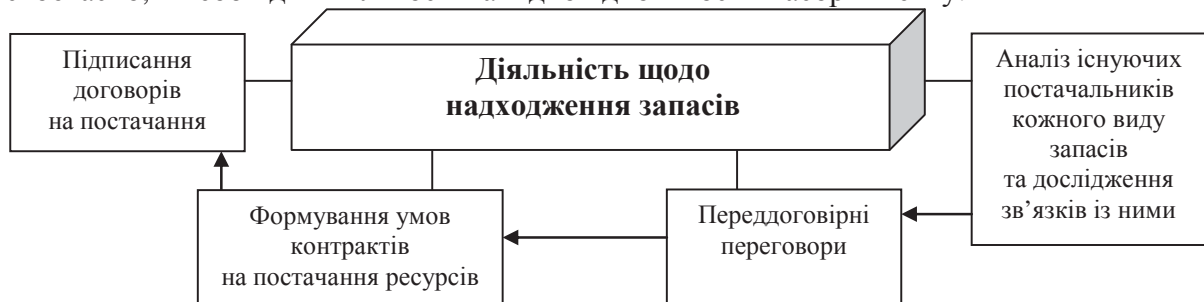 Підписання
договорів
на постачання
Діяльність щодо
надходження запасів
Аналіз існуючих
постачальників
кожного виду
запасів
та дослідження
зв’язків із ними
Формування умов
контрактів
на постачання ресурсів
Переддоговірні
переговори